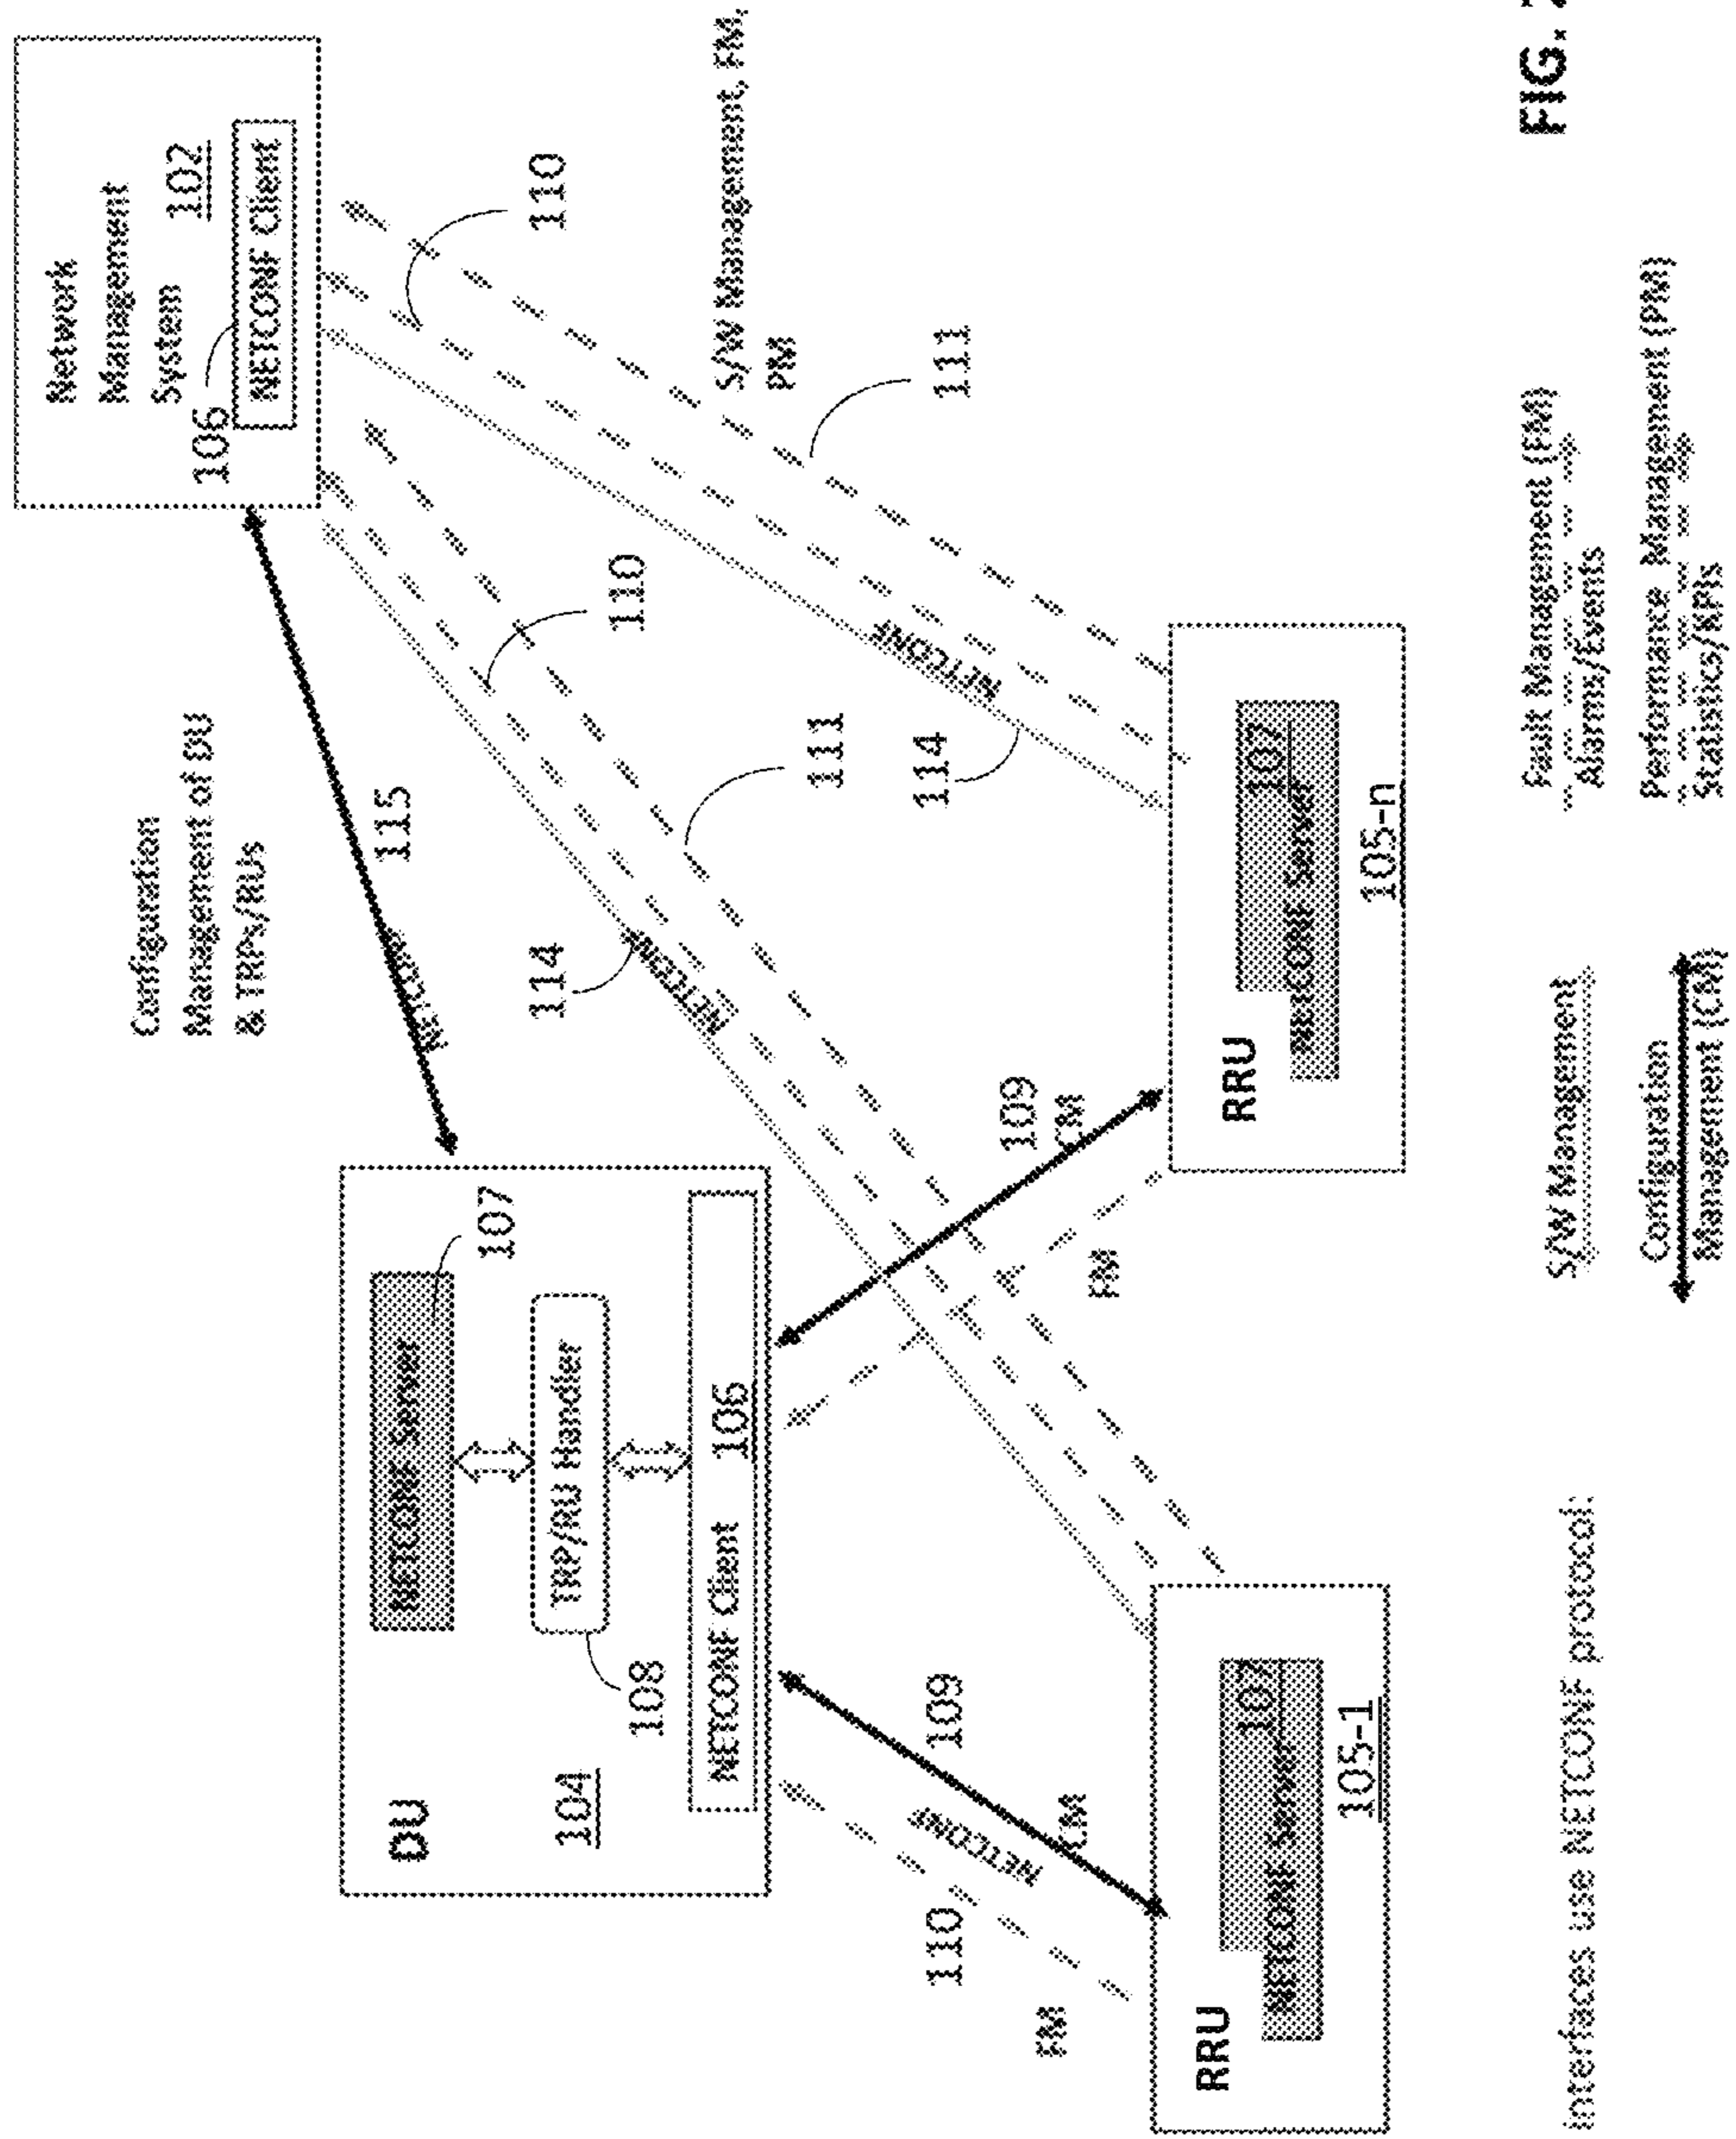 Network
Management
System
102
106
NETCONF Client
Configuration
Management of DU
& TRPs/RUs
115
NETCONF
DU
104
NETCONF Server
107
TRP/RU Handler
108
NETCONF Client
106
110
110
S/W Management, FM,
PM
114
NETCONF
111
111
NETCONF
114
110
FM
NETCONF
109
CM
109
CM
FM
RRU
107
NETCONF Server
105-1
RRU
107
NETCONF Server
105-n
Interfaces use NETCONF protocol:
S/W Management
Configuration
Management (CM)
Fault Management (FM)
Alarms/Events
Performance Management (PM)
Statistics/KPIs
FIG.